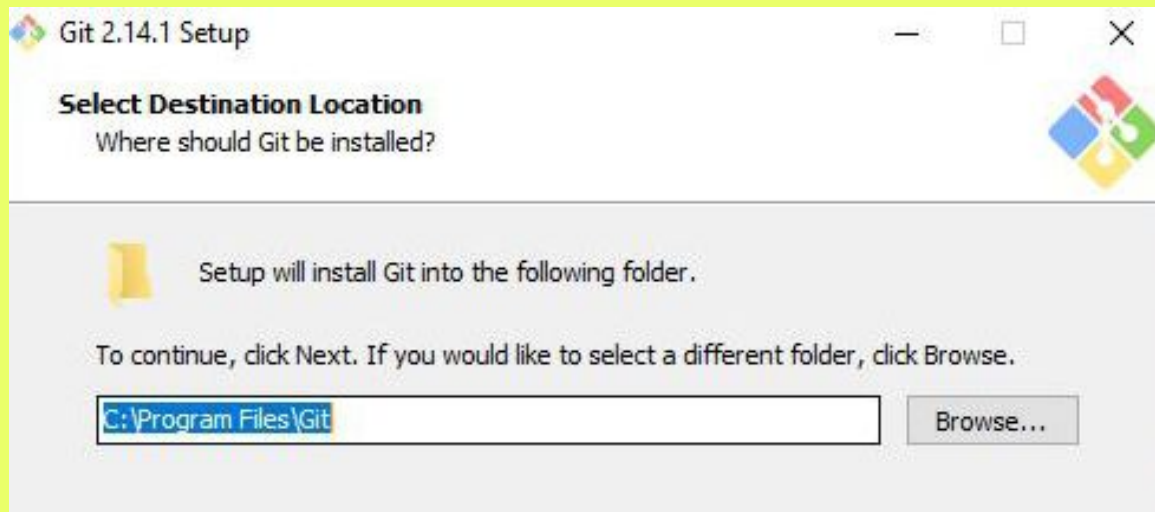 Git 2.14.1 Setup
Select Destination Location
Where should Git be installed?
Setup will install Git into the following folder.
To continue, click Next. If you would like to select a different folder, click Browse.
C:\Program Files\Git
Browse...